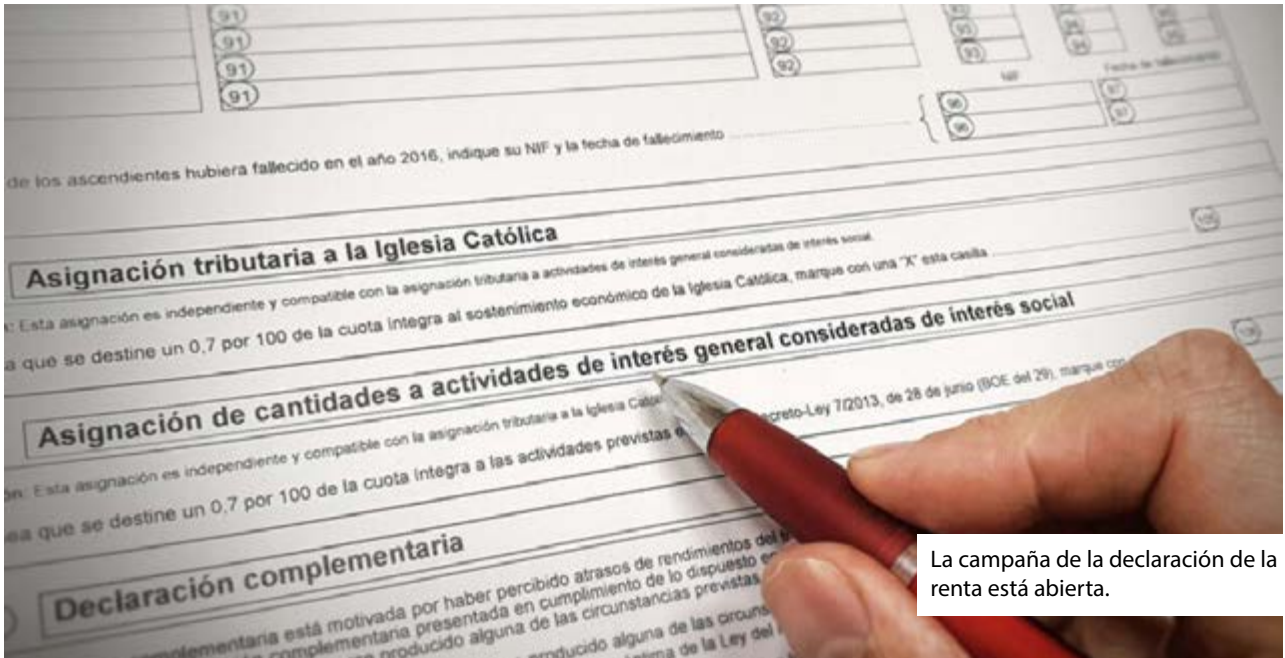 91 92 93 94
91 92 93
91 92
91
NIF Fecha de fallecimiento
96 97
96 97
de los ascendientes hubiera fallecido en el año 2016, indique su NIF y la fecha de fallecimiento
Asignación tributaria a la Iglesia Católica
Esta asignación es independiente y compatible con la asignación tributaria a actividades de interés general consideradas de interés social.
105
a que se destine un 0,7 por 100 de la cuota íntegra al sostenimiento económico de la Iglesia Católica, marque con una "X" esta casilla
Asignación de cantidades a actividades de interés general consideradas de interés social
Esta asignación es independiente y compatible con la asignación tributaria a la Iglesia
106
que se destine un 0,7 por 100 de la cuota íntegra a las actividades previstas creto-Ley 7/2013, de 28 de junio (BOE del 29), marque con
Declaración complementaria
complementaria está motivada por haber percibido atrasos de rendimientos del
complementaria presentada en cumplimiento de lo dispuesto en
producido alguna de las circunstancias previstas
producido alguna de las circuns
de la Ley del
La campaña de la declaración de la
renta está abierta.